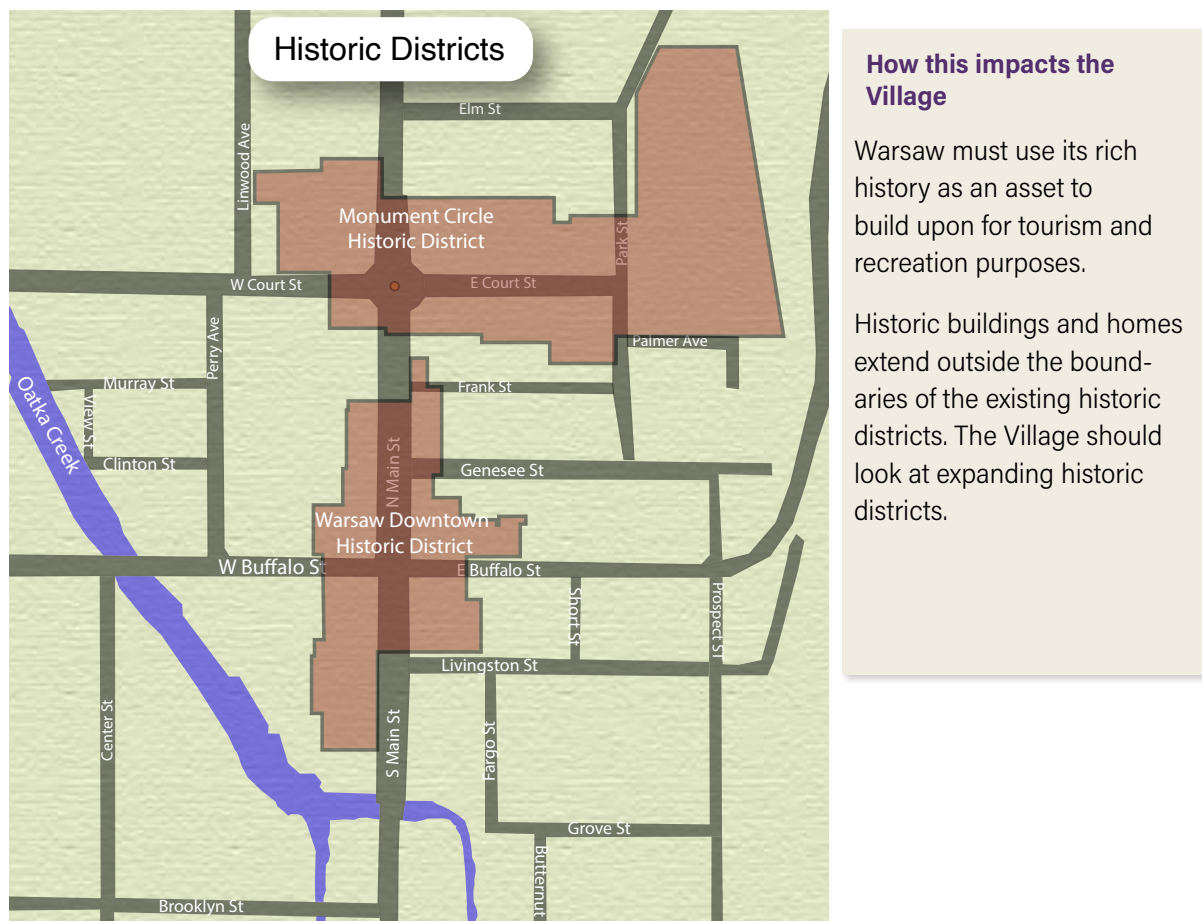 Historic Districts
Elm St
Linwood Ave
Monument Circle
Historic District
Park St
W Court St
E Court St
Palmer Ave
Perry Ave
Murray St
Frank St
View St
Oatka Creek
Clinton St
Genesee St
N Main St
Warsaw Downtown
Historic District
W Buffalo St
E Buffalo St
Short St
Prospect ST
Livingston St
Center St
S Main St
Fargo St
Grove St
Butternut
Brooklyn St
How this impacts the
Village
Warsaw must use its rich
history as an asset to
build upon for tourism and
recreation purposes.
Historic buildings and homes
extend outside the bound-
aries of the existing historic
districts. The Village should
look at expanding historic
districts.